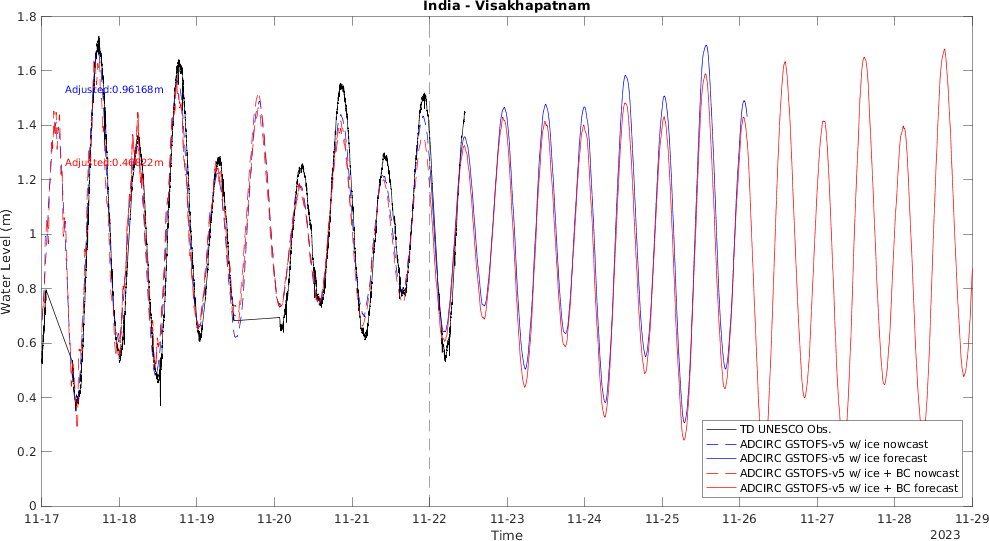 India - Visakhapatnam
Water Level (m)
1.8
1.6
1.4
1.2
1
0.8
0.6
0.4
0.2
0
Adjusted:0.96168m
Adjusted:0.46822m
TD UNESCO Obs.
ADCIRC GSTOFS-v5 w/ ice nowcast
ADCIRC GSTOFS-v5 w/ ice forecast
ADCIRC GSTOFS-v5 w/ ice + BC nowcast
ADCIRC GSTOFS-v5 w/ ice + BC forecast
11-17 11-18 11-19 11-20 11-21 11-22 11-23 11-24 11-25 11-26 11-27 11-28 11-29
Time
2023